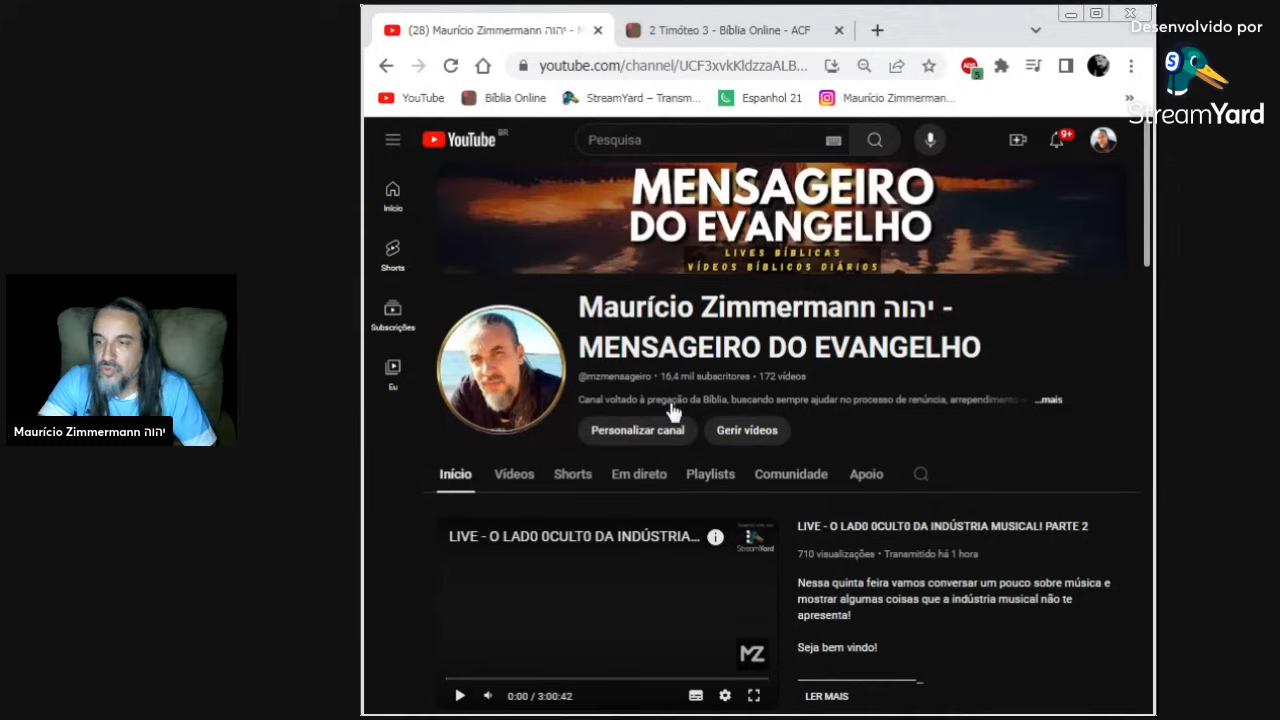 (28) Maurício Zimmermann יהוה -
2 Timóteo 3 - Bíblia Online - ACF
Desenvolvido por
StreamYard
youtube.com/channel/UCF3xvkKldzzaALB...
YouTube
Bíblia Online
StreamYard – Transm...
Espanhol 21
Maurício Zimmerman...
»
YouTube BR
Pesquisa
9+
Início
Shorts
Subscrições
Eu
MENSAGEIRO
DO EVANGELHO
LIVES BÍBLICAS
VÍDEOS BÍBLICOS DIÁRIOS
Maurício Zimmermann יהוה -
MENSAGEIRO DO EVANGELHO
@mzmensageiro • 16,4 mil subscritores • 172 vídeos
Canal voltado à pregação da Bíblia, buscando sempre ajudar no processo de renúncia, arrependimento ...mais
Personalizar canal
Gerir vídeos
Início
Vídeos
Shorts
Em direto
Playlists
Comunidade
Apoio
LIVE - O LAD0 0CULT0 DA INDÚSTRIA...
StreamYard
MZ
0:00 / 3:00:42
LIVE - O LAD0 0CULT0 DA INDÚSTRIA MUSICAL! PARTE 2
710 visualizações • Transmitido há 1 hora
Nessa quinta feira vamos conversar um pouco sobre música e
mostrar algumas coisas que a indústria musical não te
apresenta!
Seja bem vindo!
LER MAIS
Maurício Zimmermann יהוה